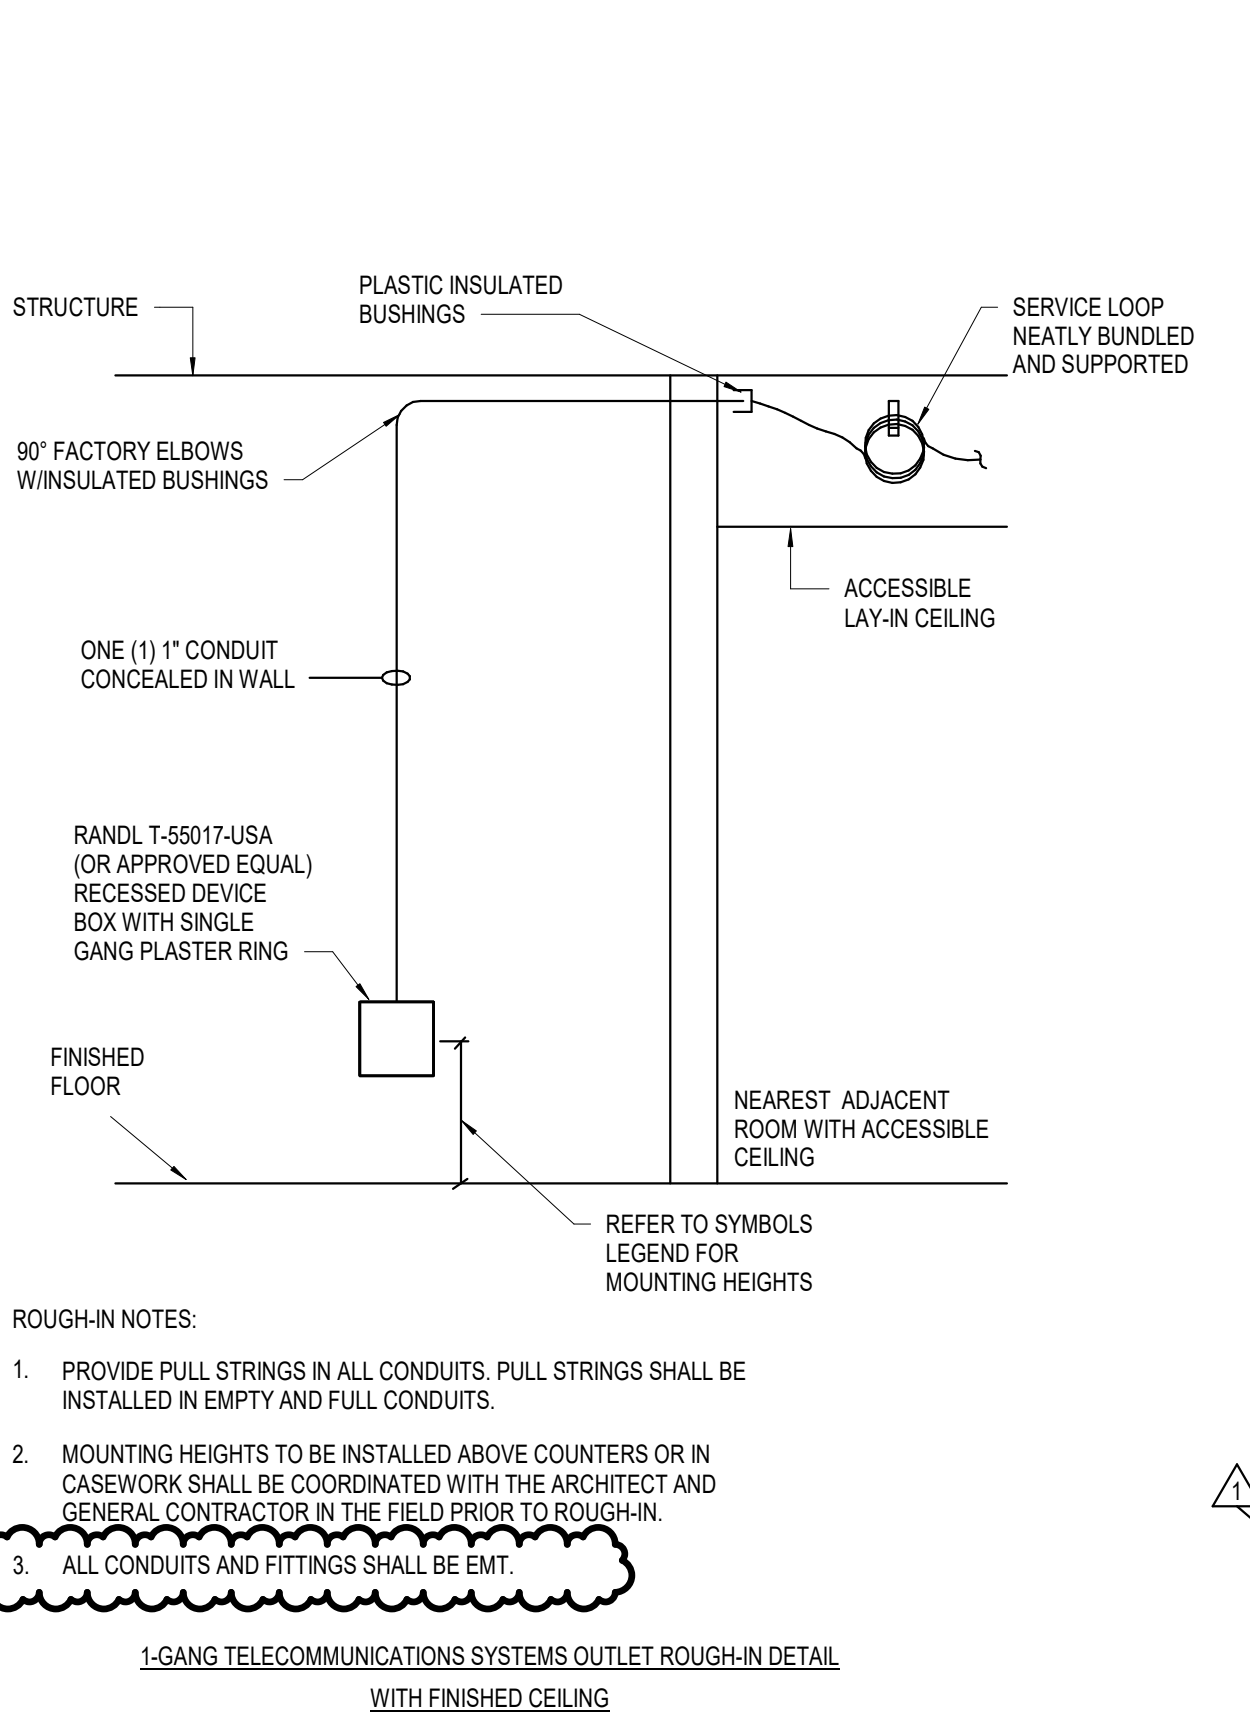 PLASTIC INSULATED
BUSHINGS
STRUCTURE
SERVICE LOOP
NEATLY BUNDLED
AND SUPPORTED
90° FACTORY ELBOWS
W/INSULATED BUSHINGS
ACCESSIBLE
LAY-IN CEILING
ONE (1) 1" CONDUIT
CONCEALED IN WALL
RANDL T-55017-USA
(OR APPROVED EQUAL)
RECESSED DEVICE
BOX WITH SINGLE
GANG PLASTER RING
FINISHED
FLOOR
NEAREST ADJACENT
ROOM WITH ACCESSIBLE
CEILING
REFER TO SYMBOLS
LEGEND FOR
MOUNTING HEIGHTS
ROUGH-IN NOTES:
1. PROVIDE PULL STRINGS IN ALL CONDUITS. PULL STRINGS SHALL BE
INSTALLED IN EMPTY AND FULL CONDUITS.
2. MOUNTING HEIGHTS TO BE INSTALLED ABOVE COUNTERS OR IN
CASEWORK SHALL BE COORDINATED WITH THE ARCHITECT AND
GENERAL CONTRACTOR IN THE FIELD PRIOR TO ROUGH-IN.
1
3. ALL CONDUITS AND FITTINGS SHALL BE EMT.
1-GANG TELECOMMUNICATIONS SYSTEMS OUTLET ROUGH-IN DETAIL
WITH FINISHED CEILING